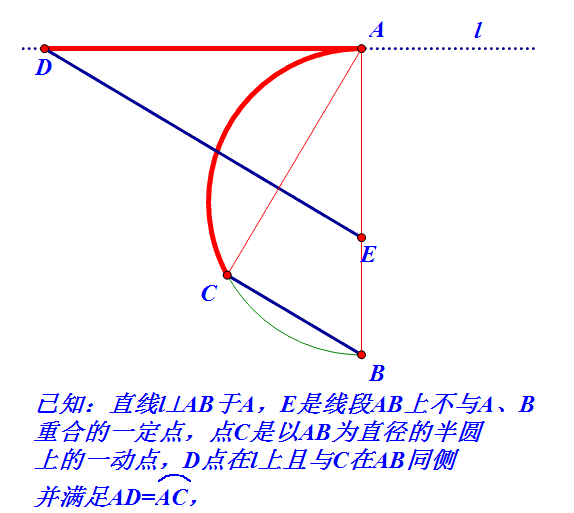 A l
D
E
C
B
已知：直线l⊥AB于A，E是线段AB上不与A、B
重合的一定点，点C是以AB为直径的半圆
上的一动点，D点在l上且与C在AB同侧
并满足AD=A͡C，